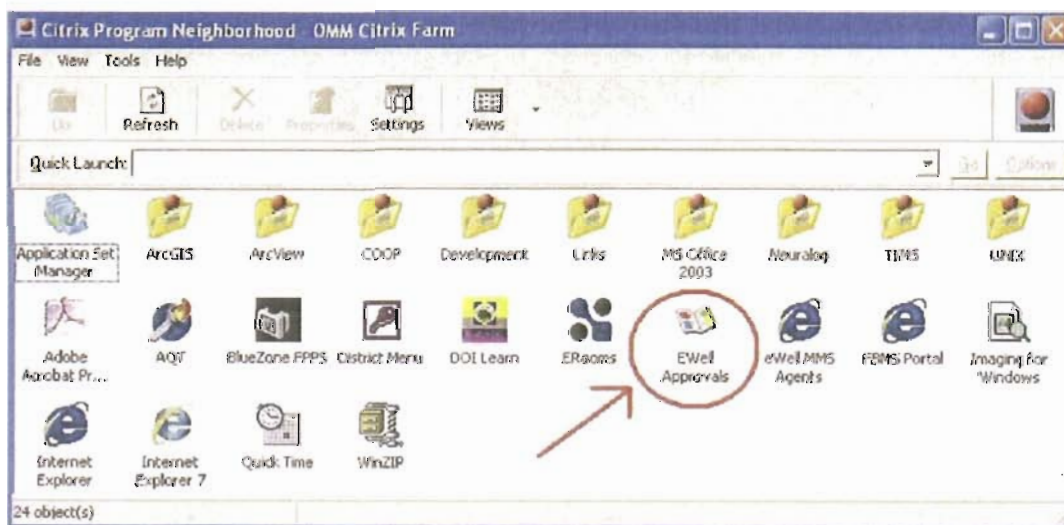 Citrix Program Neighborhood - OMM Citrix Farm
File View Tools Help
Up Refresh Delete Properties Settings Views
Quick Launch: Go Options
Application Set Manager
ArcGIS
ArcView
COOP
Development
Links
MS Office 2003
Neuralog
TIMS
UNIX
Adobe Acrobat Pr...
AQT
BlueZone FPPS
District Menu
DOI Learn
ERooms
EWell Approvals
eWell MMS Agents
FBMS Portal
Imaging for Windows
Internet Explorer
Internet Explorer 7
Quick Time
WinZIP
24 object(s)